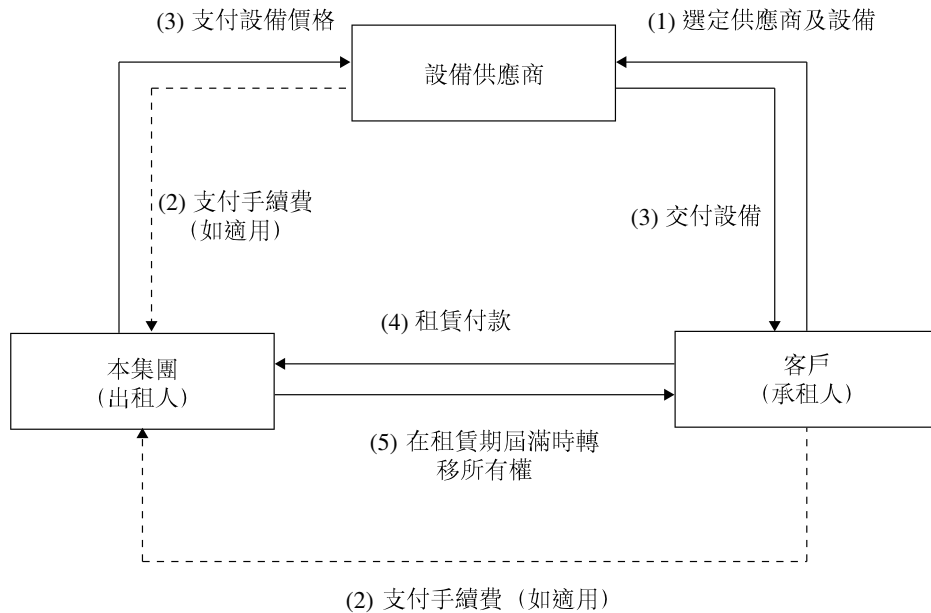 (3) 支付設備價格
(1) 選定供應商及設備
設備供應商
(2) 支付手續費
（如適用）
(3) 交付設備
(4) 租賃付款
本集團
（出租人）
客戶
（承租人）
(5) 在租賃期屆滿時轉
移所有權
(2) 支付手續費（如適用）